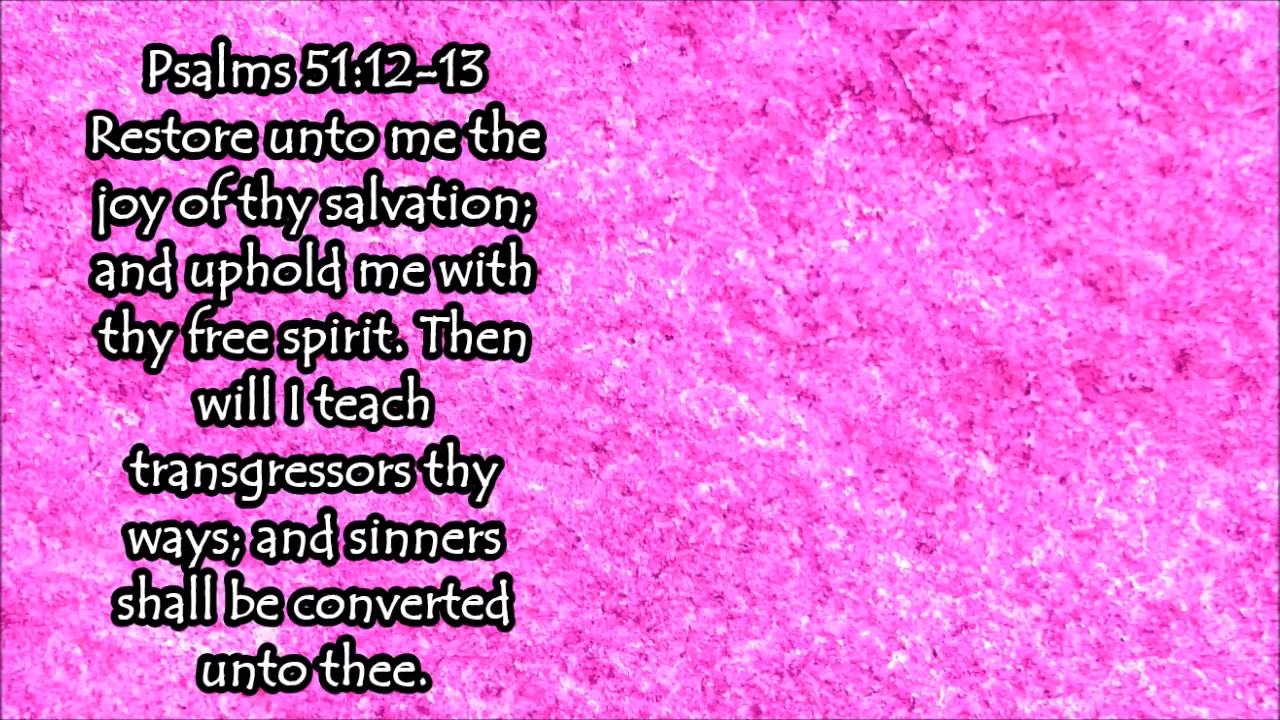 Psalms 51:12-13
Restore unto me the
joy of thy salvation;
and uphold me with
thy free spirit. Then
will I teach
transgressors thy
ways; and sinners
shall be converted
unto thee.